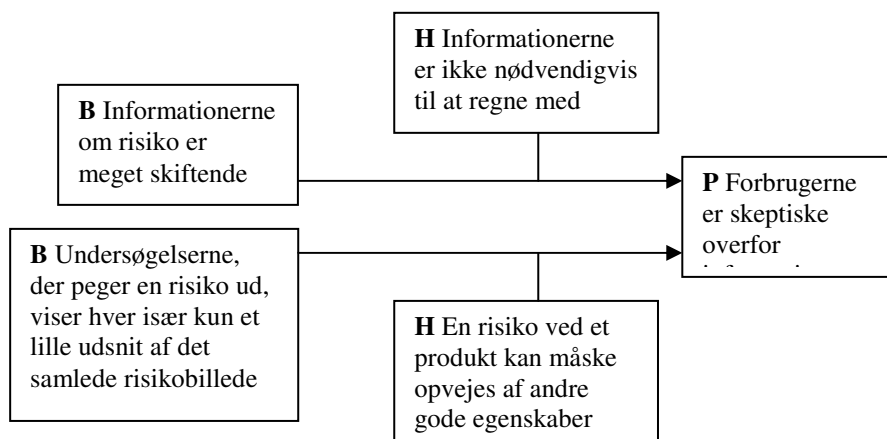 H Informationerne
er ikke nødvendigvis
til at regne med
B Informationerne
om risiko er
meget skiftende
P Forbrugerne
er skeptiske
overfor
B Undersøgelserne,
der peger en risiko ud,
viser hver især kun et
lille udsnit af det
samlede risikobillede
H En risiko ved et
produkt kan måske
opvejes af andre
gode egenskaber